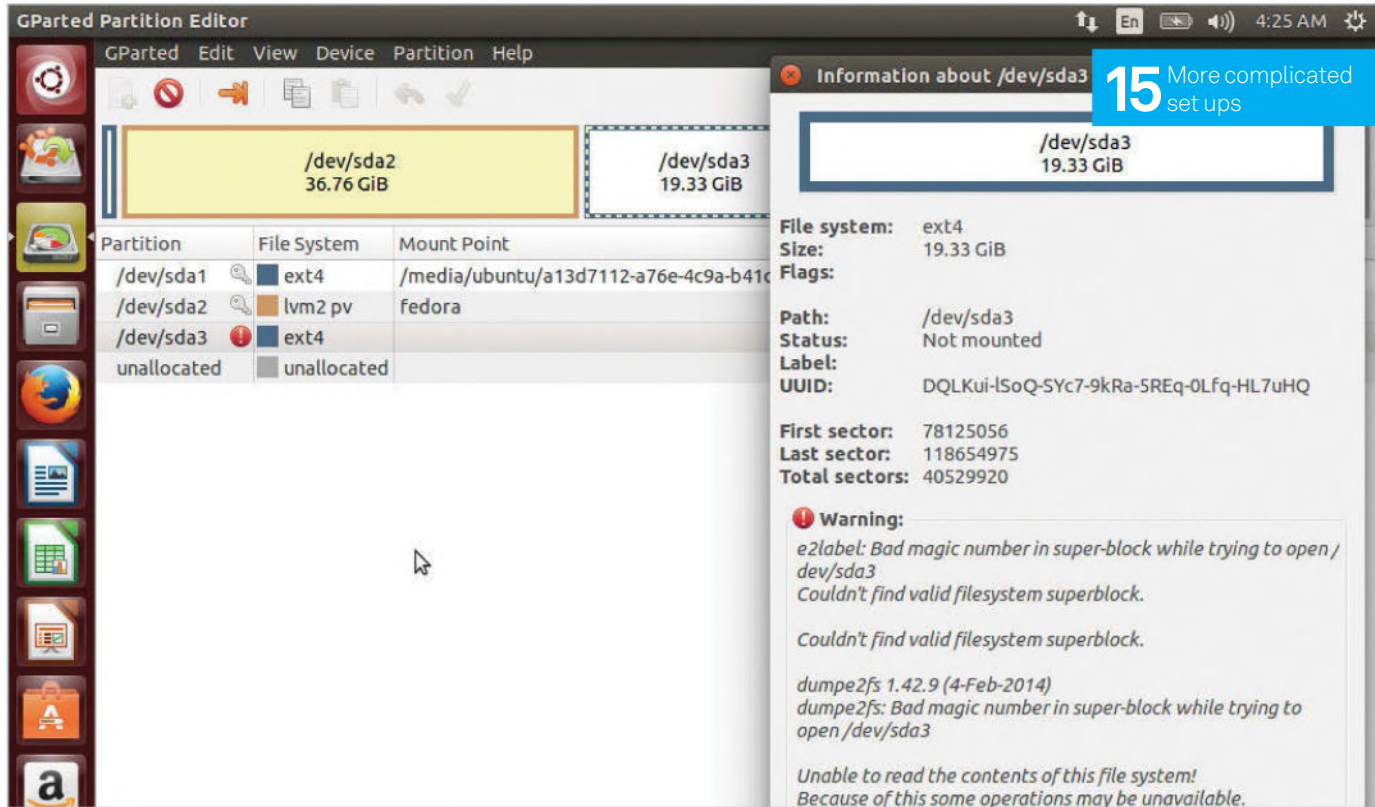 GParted Partition Editor
En
4:25 AM
GParted Edit View Device Partition Help
/dev/sda2
36.76 GiB
/dev/sda3
19.33 GiB
Partition File System Mount Point
/dev/sda1 ext4 /media/ubuntu/a13d7112-a76e-4c9a-b41
/dev/sda2 lvm2 pv fedora
/dev/sda3 ext4
unallocated unallocated
Information about /dev/sda3
15 More complicated
set ups
/dev/sda3
19.33 GiB
File system: ext4
Size: 19.33 GiB
Flags:
Path: /dev/sda3
Status: Not mounted
Label:
UUID: DQLKui-lSoQ-SYc7-9kRa-5REq-0Lfq-HL7uHQ
First sector: 78125056
Last sector: 118654975
Total sectors: 40529920
Warning:
e2label: Bad magic number in super-block while trying to open /
dev/sda3
Couldn't find valid filesystem superblock.
Couldn't find valid filesystem superblock.
dumpe2fs 1.42.9 (4-Feb-2014)
dumpe2fs: Bad magic number in super-block while trying to
open /dev/sda3
Unable to read the contents of this file system!
Because of this some operations may be unavailable.
a